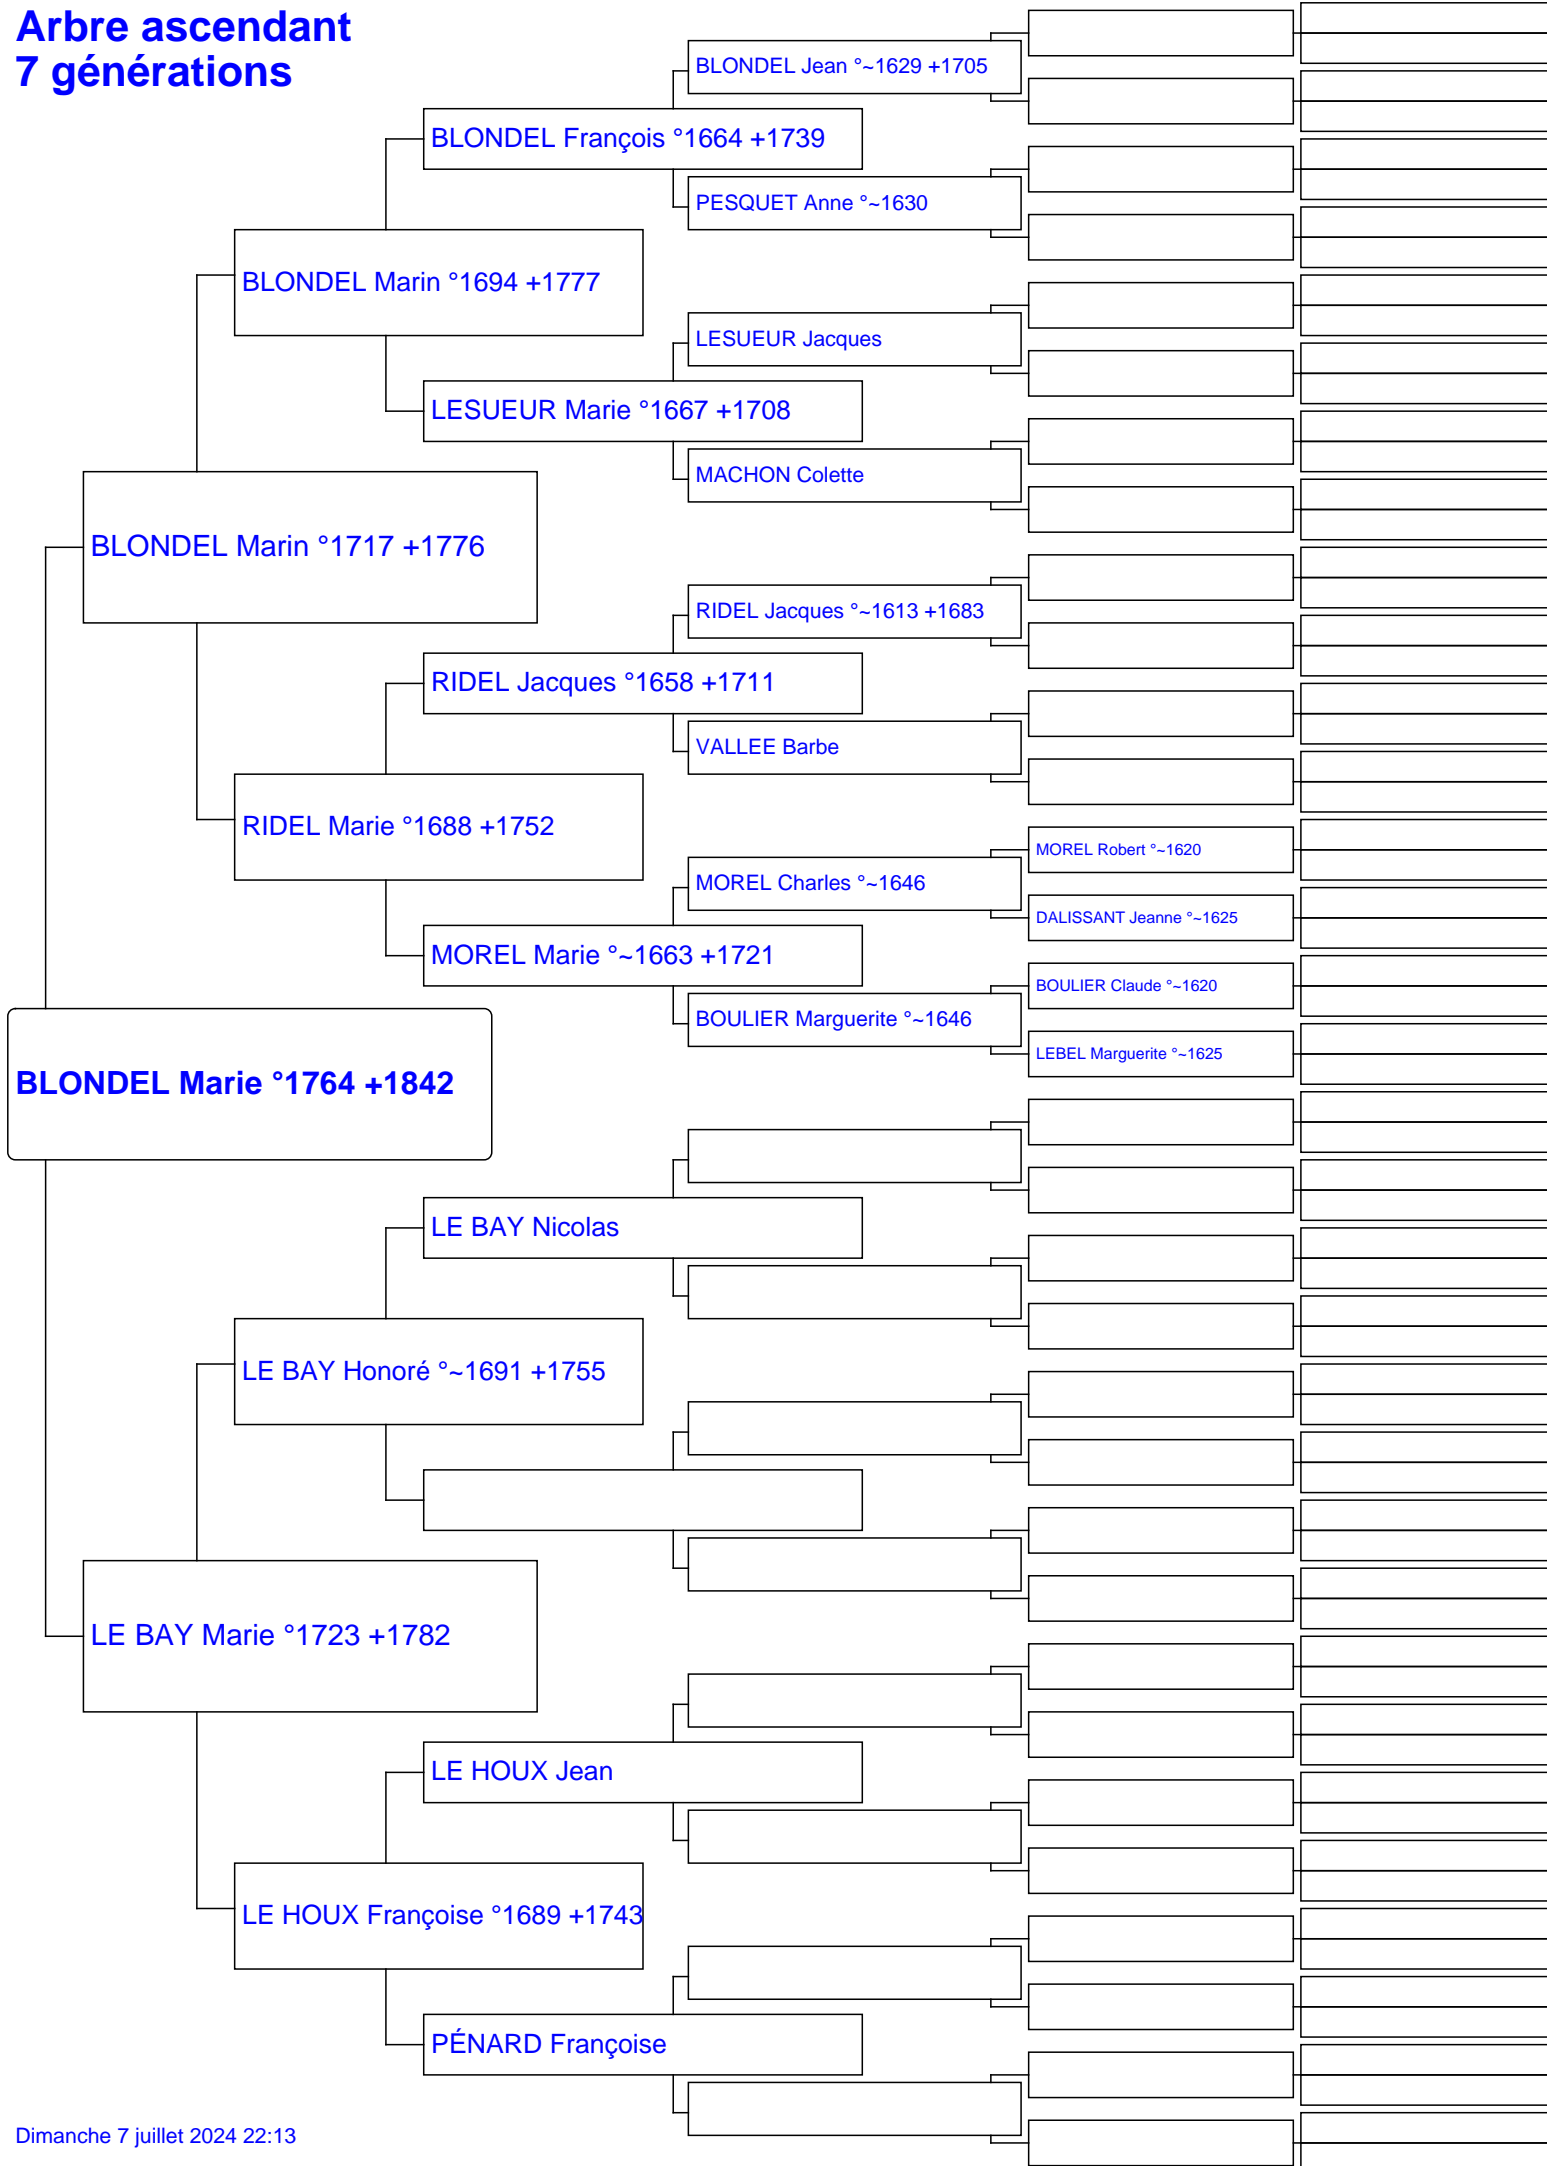 Arbre ascendant
7 générations
BLONDEL Jean °~1629 +1705
BLONDEL François °1664 +1739
PESQUET Anne °~1630
BLONDEL Marin °1694 +1777
LESUEUR Jacques
LESUEUR Marie °1667 +1708
MACHON Colette
BLONDEL Marin °1717 +1776
RIDEL Jacques °~1613 +1683
RIDEL Jacques °1658 +1711
VALLEE Barbe
RIDEL Marie °1688 +1752
MOREL Robert °~1620
MOREL Charles °~1646
DALISSANT Jeanne °~1625
MOREL Marie °~1663 +1721
BOULIER Claude °~1620
BOULIER Marguerite °~1646
LEBEL Marguerite °~1625
BLONDEL Marie °1764 +1842
LE BAY Nicolas
LE BAY Honoré °~1691 +1755
LE BAY Marie °1723 +1782
LE HOUX Jean
LE HOUX Françoise °1689 +1743
PÉNARD Françoise
Dimanche 7 juillet 2024 22:13